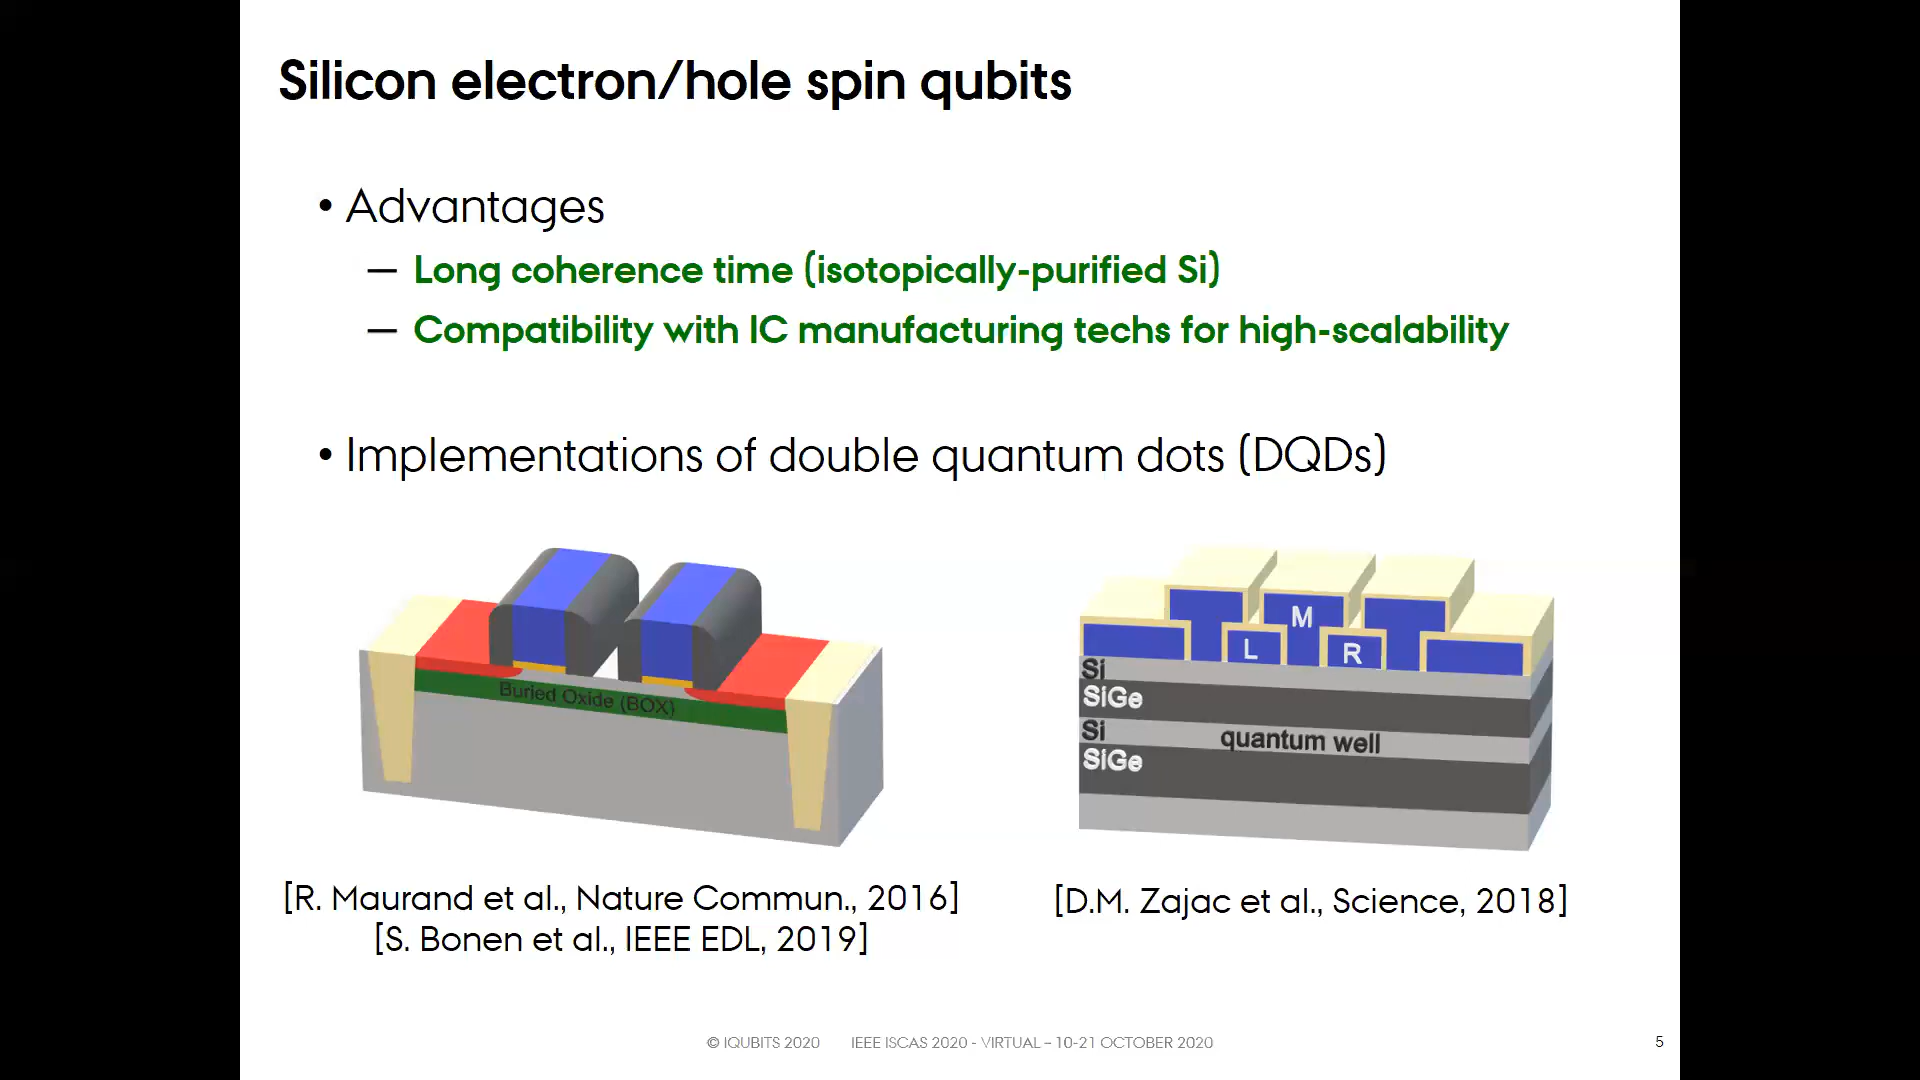 Silicon electron/hole spin qubits
• Advantages
— Long coherence time (isotopically-purified Si)
— Compatibility with IC manufacturing techs for high-scalability
• Implementations of double quantum dots (DQDs)
Buried Oxide (BOX)
M
L
R
Si
SiGe
Si
quantum well
SiGe
[R. Maurand et al., Nature Commun., 2016]
[S. Bonen et al., IEEE EDL, 2019]
[D.M. Zajac et al., Science, 2018]
© IQUBITS 2020 IEEE ISCAS 2020 - VIRTUAL – 10-21 OCTOBER 2020
5